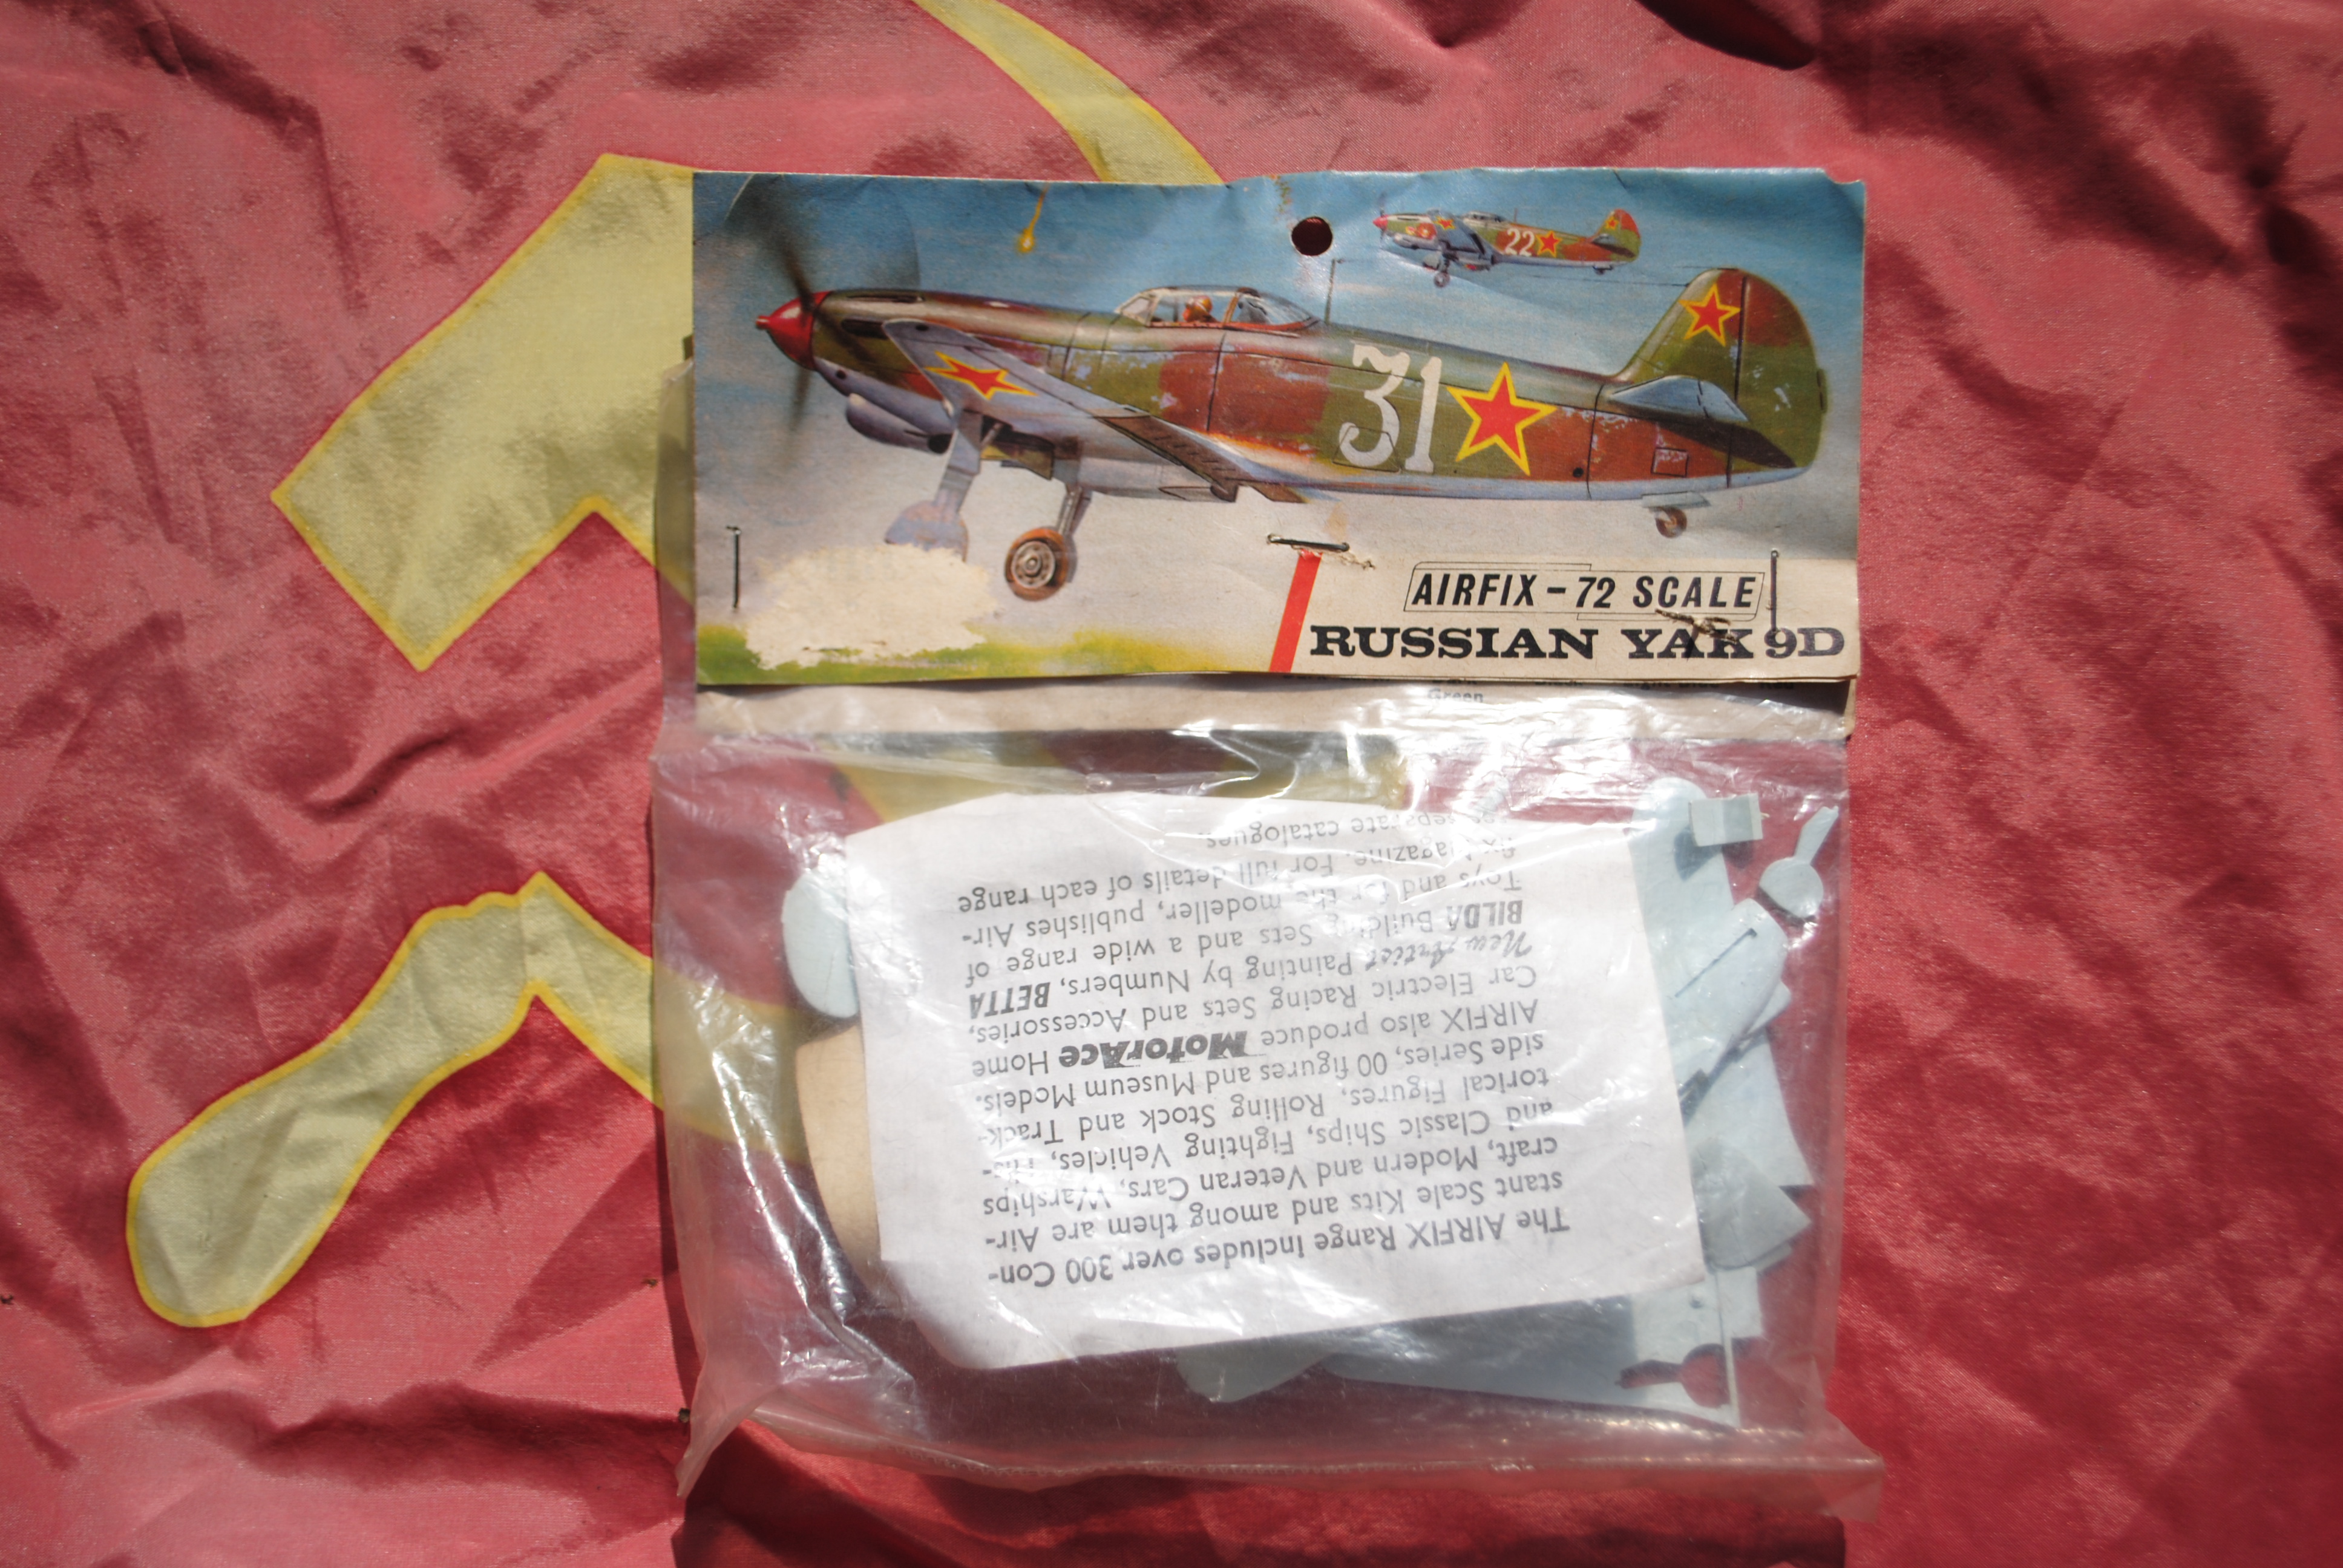 22
31
AIRFIX-72 SCALE
RUSSIAN YAK 9D
Green
The AIRFIX Range includes over 300 Con-
stant Scale Kits and among them are Air-
craft, Modern and Veteran Cars, Warships
and Classic Ships, Fighting Vehicles, His-
torical Figures, Rolling Stock and Track-
side Series, 00 figures and Museum Models.
AIRFIX also produce MotorAce Home
Car Electric Racing Sets and Accessories,
New Artist Painting by Numbers, BETTA
BILDA Building Sets and a wide range of
Toys and for the modeller, publishes Air-
fix Magazine. For full details of each range
separate catalogues.